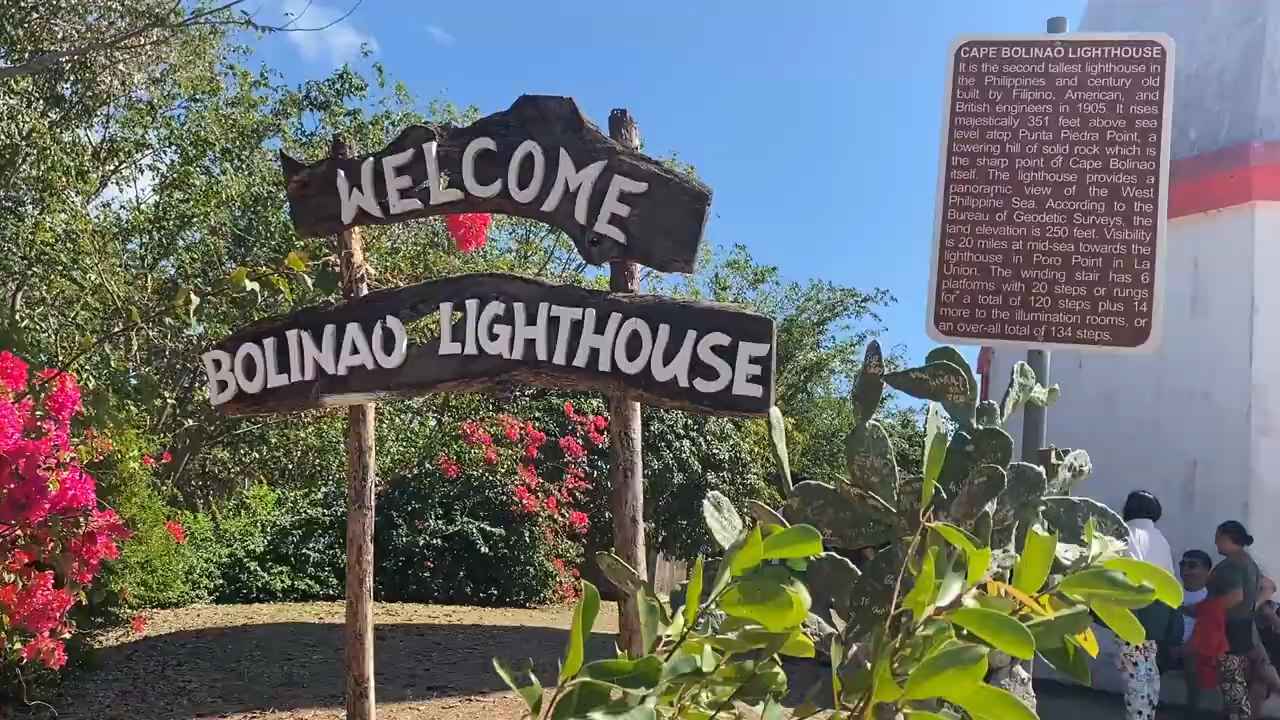 WELCOME
BOLINAO LIGHTHOUSE
CAPE BOLINAO LIGHTHOUSE
It is the second tallest lighthouse in
the Philippines and century old
built by Filipino, American, and
British engineers in 1905. It rises
majestically 351 feet above sea
level atop Punta Piedra Point, a
towering hill of solid rock which is
the sharp point of Cape Bolinao
itself. The lighthouse provides a
panoramic view of the West
Philippine Sea. According to the
Bureau of Geodetic Surveys, the
land elevation is 250 feet. Visibility
is 20 miles at mid-sea towards the
lighthouse in Poro Point in La
Union. The winding stair has 6
platforms with 20 steps or rungs
for a total of 120 steps plus 14
more to the illumination rooms, or
an over-all total of 134 steps.